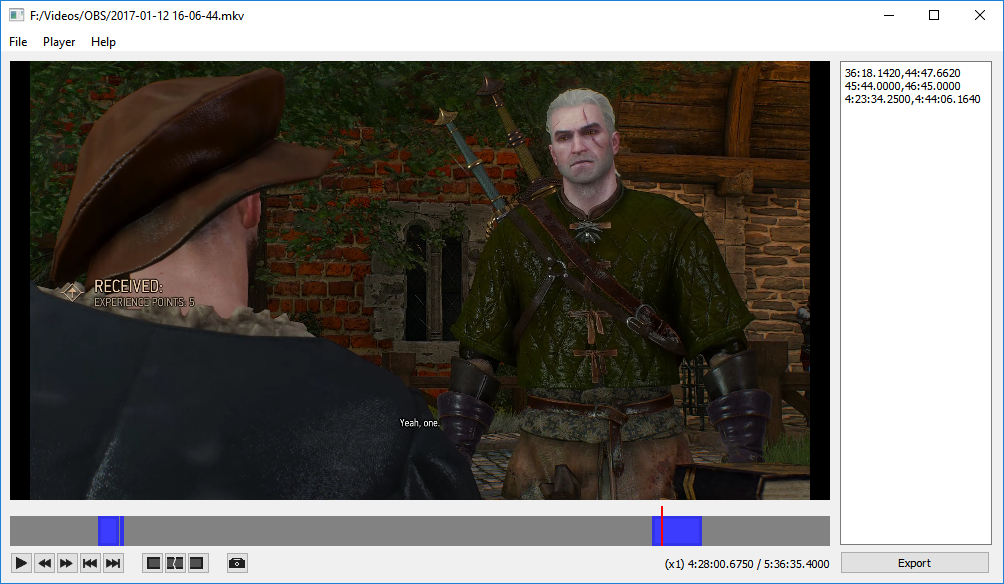 F:/Videos/OBS/2017-01-12 16-06-44.mkv
File Player Help
36:18.1420,44:47.6620
45:44.0000,46:45.0000
4:23:34.2500,4:44:06.1640
RECEIVED:
EXPERIENCE POINTS: 5
Yeah, one.
(x1) 4:28:00.6750 / 5:36:35.4000
Export